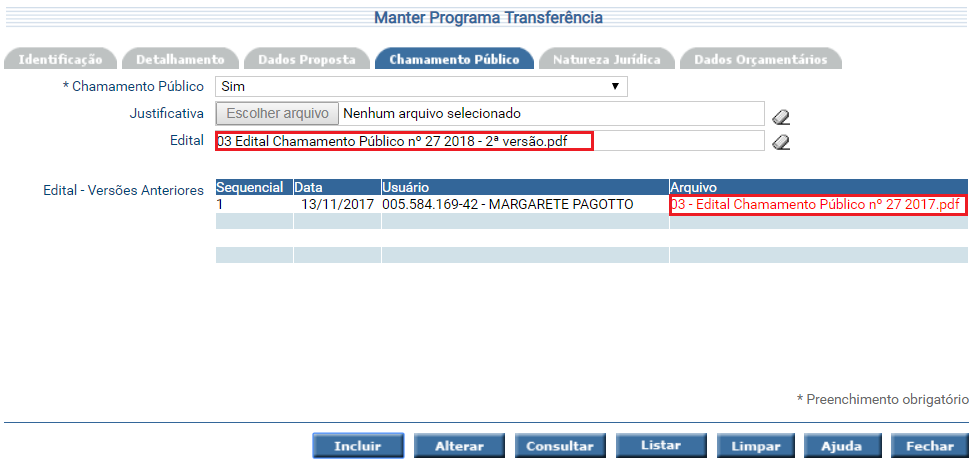 Manter Programa Transferência
Identificação Detalhamento Dados Proposta Chamamento Público Natureza Jurídica Dados Orçamentários
* Chamamento Público Sim
Justificativa Escolher arquivo Nenhum arquivo selecionado
Edital 03 Edital Chamamento Público nº 27 2018 - 2ª versão.pdf
Edital - Versões Anteriores Sequencial Data Usuário Arquivo
1 13/11/2017 005.584.169-42 - MARGARETE PAGOTTO 03 - Edital Chamamento Público nº 27 2017.pdf
* Preenchimento obrigatório
Incluir Alterar Consultar Listar Limpar Ajuda Fechar